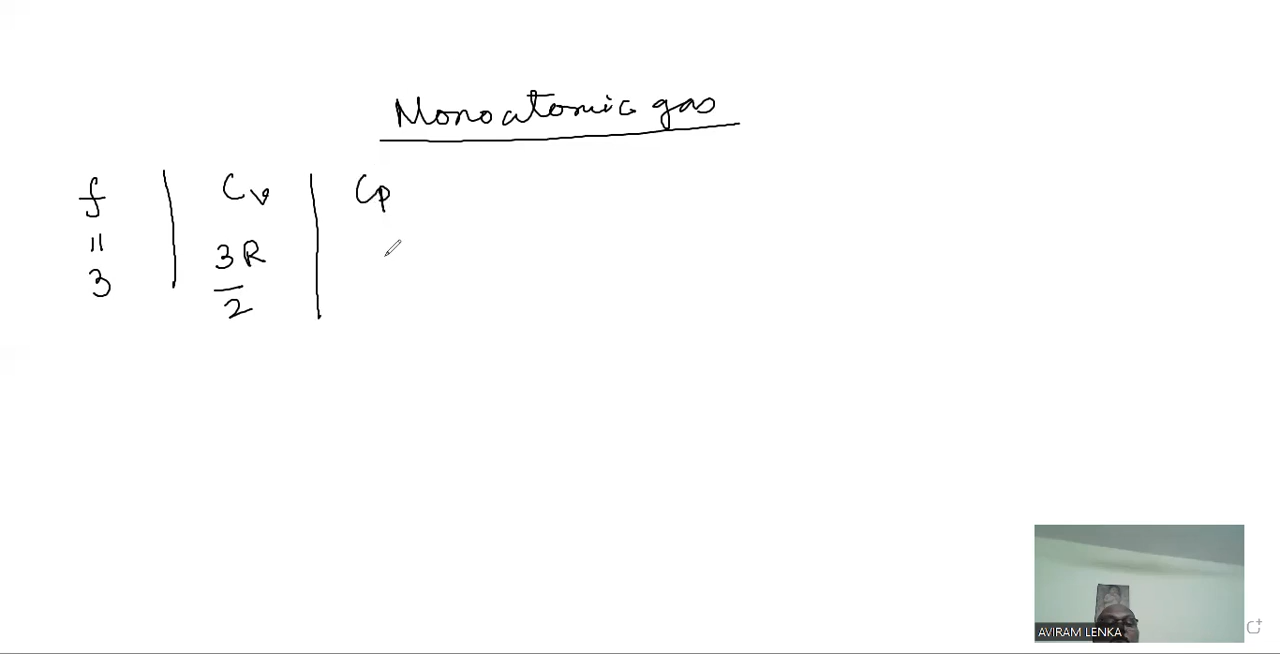 Monoatomic gas
f | Cv | Cp
= 3R
3 2
AVIRAM LENKA